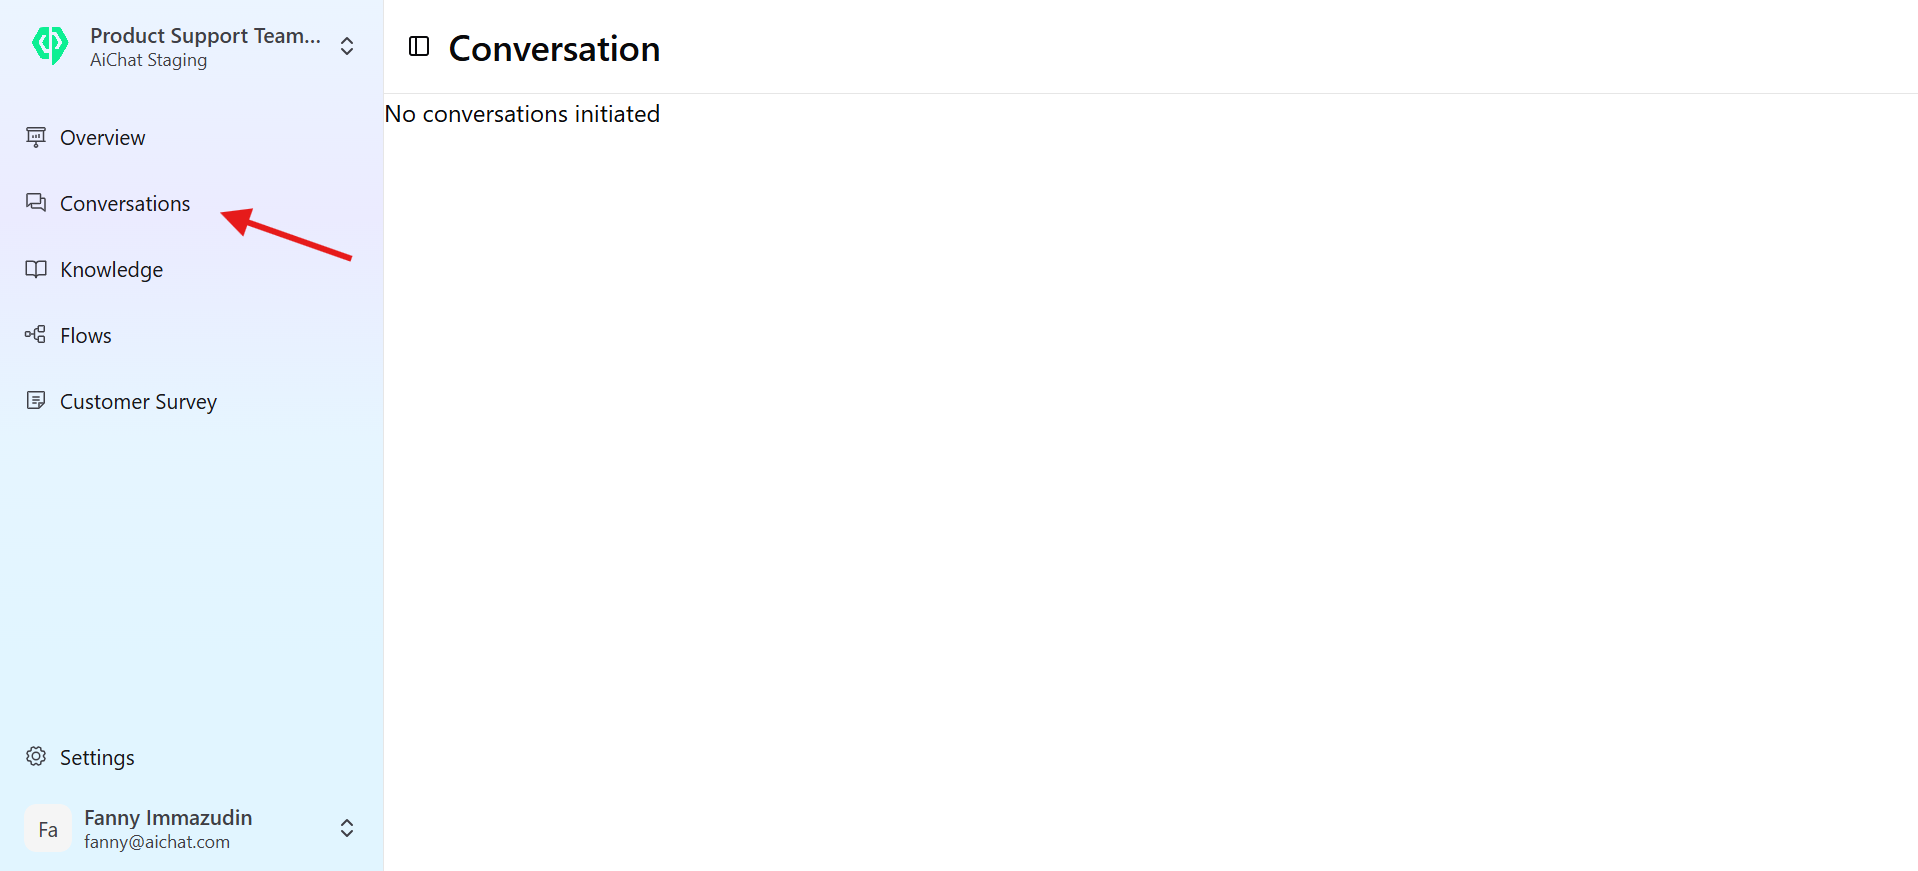 Product Support Team...
AiChat Staging
Overview
Conversations
Knowledge
Flows
Customer Survey
Settings
Fa
Fanny Immazudin
fanny@aichat.com
Conversation
No conversations initiated